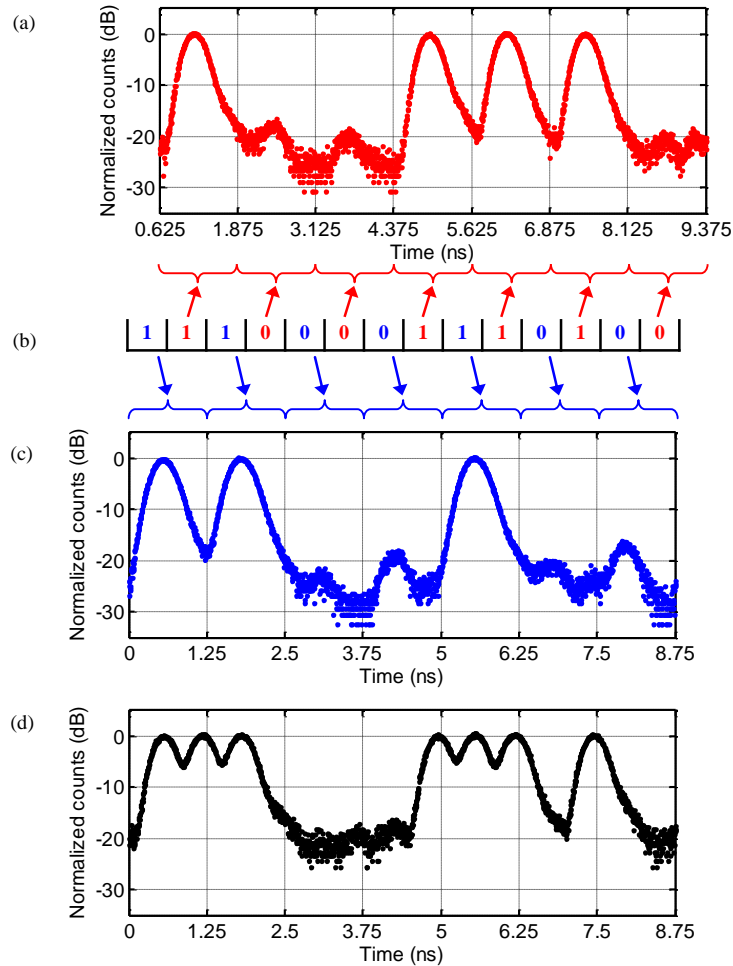 (a)
Normalized counts (dB)
0
-10
-20
-30
0.625 1.875 3.125 4.375 5.625 6.875 8.125 9.375
Time (ns)
(b)
1 1 1 0 0 0 0 1 1 1 0 1 0 0
(c)
Normalized counts (dB)
0
-10
-20
-30
0 1.25 2.5 3.75 5 6.25 7.5 8.75
Time (ns)
(d)
Normalized counts (dB)
0
-10
-20
-30
0 1.25 2.5 3.75 5 6.25 7.5 8.75
Time (ns)